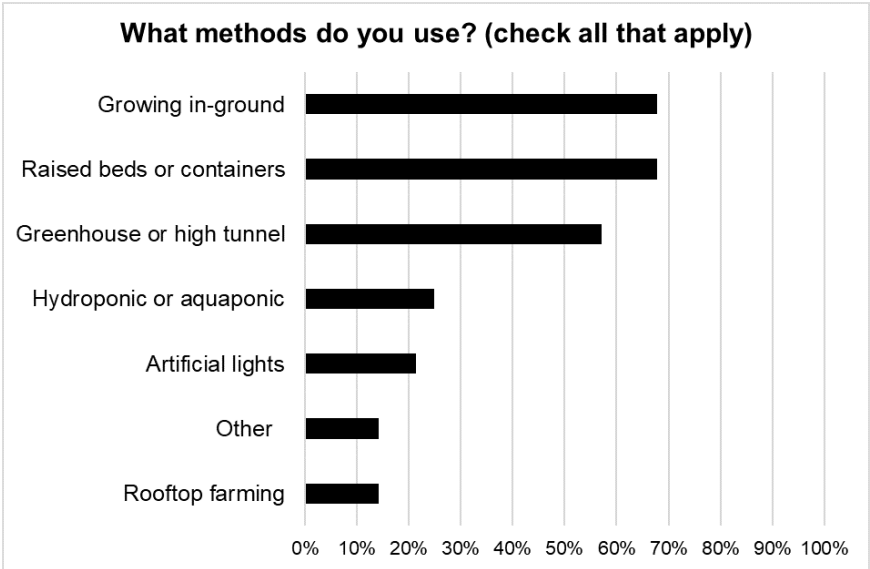 What methods do you use? (check all that apply)
Growing in-ground
Raised beds or containers
Greenhouse or high tunnel
Hydroponic or aquaponic
Artificial lights
Other
Rooftop farming
0% 10% 20% 30% 40% 50% 60% 70% 80% 90% 100%